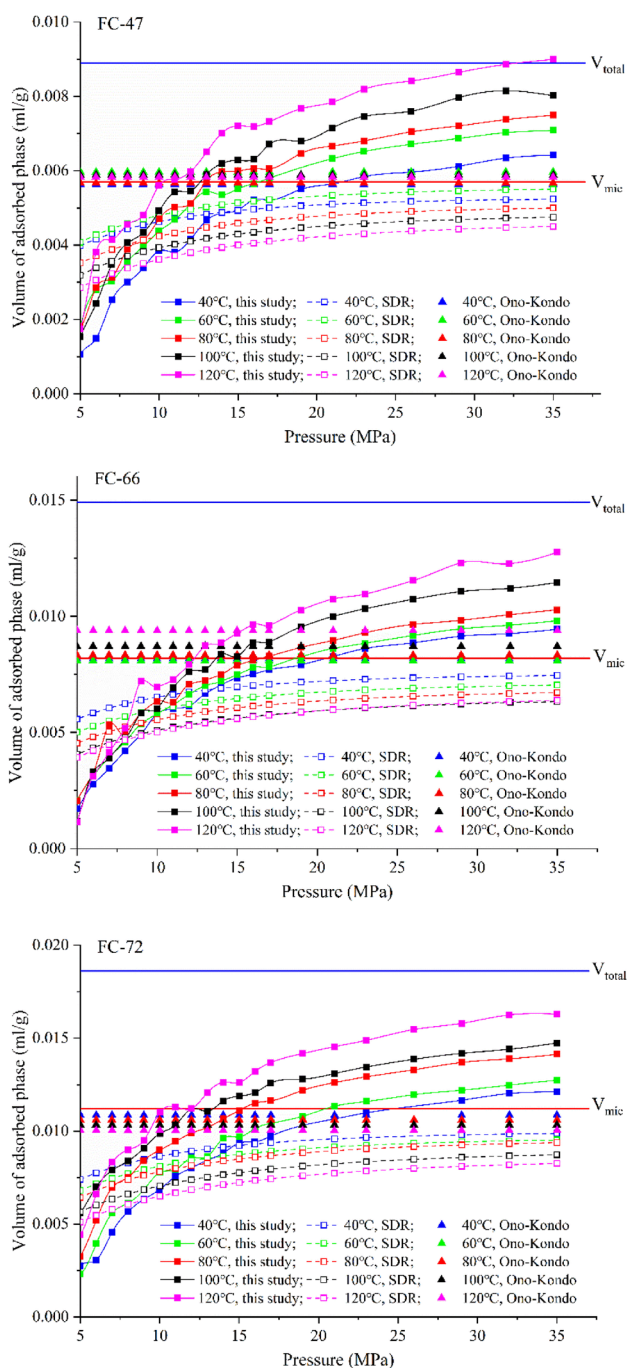 FC-47
0.010
0.008
0.006
0.004
0.002
0.000
Volume of adsorbed phase (ml/g)
V_total
V_mic
40℃, this study; 40℃, SDR; 40℃, Ono-Kondo
60℃, this study; 60℃, SDR; 60℃, Ono-Kondo
80℃, this study; 80℃, SDR; 80℃, Ono-Kondo
100℃, this study; 100℃, SDR; 100℃, Ono-Kondo
120℃, this study; 120℃, SDR; 120℃, Ono-Kondo
5 10 15 20 25 30 35
Pressure (MPa)
FC-66
0.015
0.010
0.005
0.000
Volume of adsorbed phase (ml/g)
V_total
V_mic
40℃, this study; 40℃, SDR; 40℃, Ono-Kondo
60℃, this study; 60℃, SDR; 60℃, Ono-Kondo
80℃, this study; 80℃, SDR; 80℃, Ono-Kondo
100℃, this study; 100℃, SDR; 100℃, Ono-Kondo
120℃, this study; 120℃, SDR; 120℃, Ono-Kondo
5 10 15 20 25 30 35
Pressure (MPa)
FC-72
0.020
0.015
0.010
0.005
0.000
Volume of adsorbed phase (ml/g)
V_total
V_mic
40℃, this study; 40℃, SDR; 40℃, Ono-Kondo
60℃, this study; 60℃, SDR; 60℃, Ono-Kondo
80℃, this study; 80℃, SDR; 80℃, Ono-Kondo
100℃, this study; 100℃, SDR; 100℃, Ono-Kondo
120℃, this study; 120℃, SDR; 120℃, Ono-Kondo
5 10 15 20 25 30 35
Pressure (MPa)